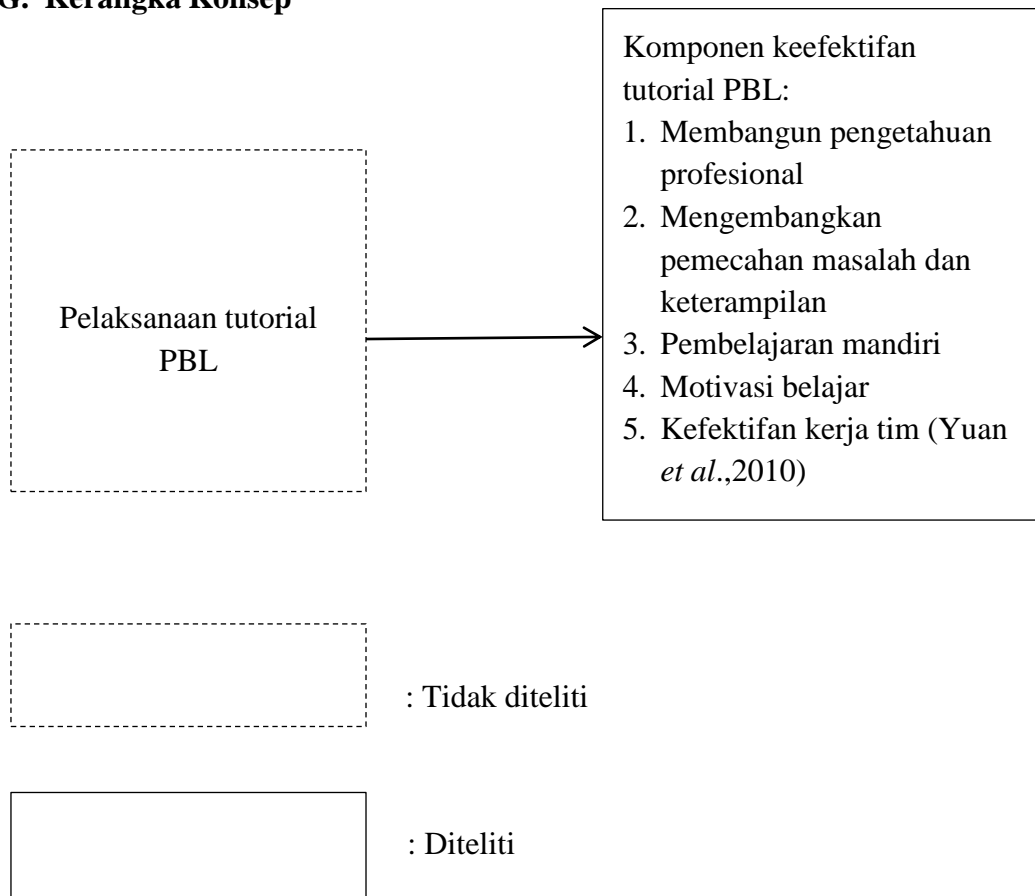 G. Kerangka Konsep
Komponen keefektifan
tutorial PBL:
1. Membangun pengetahuan
profesional
2. Mengembangkan
pemecahan masalah dan
keterampilan
3. Pembelajaran mandiri
4. Motivasi belajar
5. Kefektifan kerja tim (Yuan
et al.,2010)
Pelaksanaan tutorial
PBL
: Tidak diteliti
: Diteliti